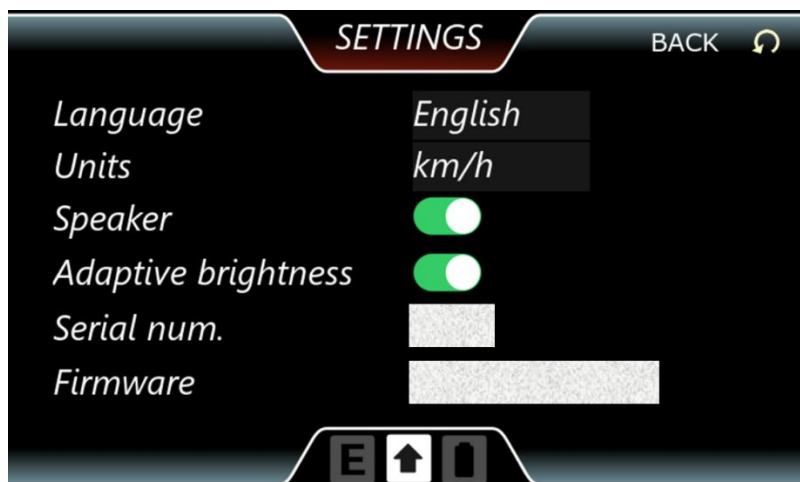 SETTINGS
BACK
Language English
Units km/h
Speaker
Adaptive brightness
Serial num.
Firmware
E